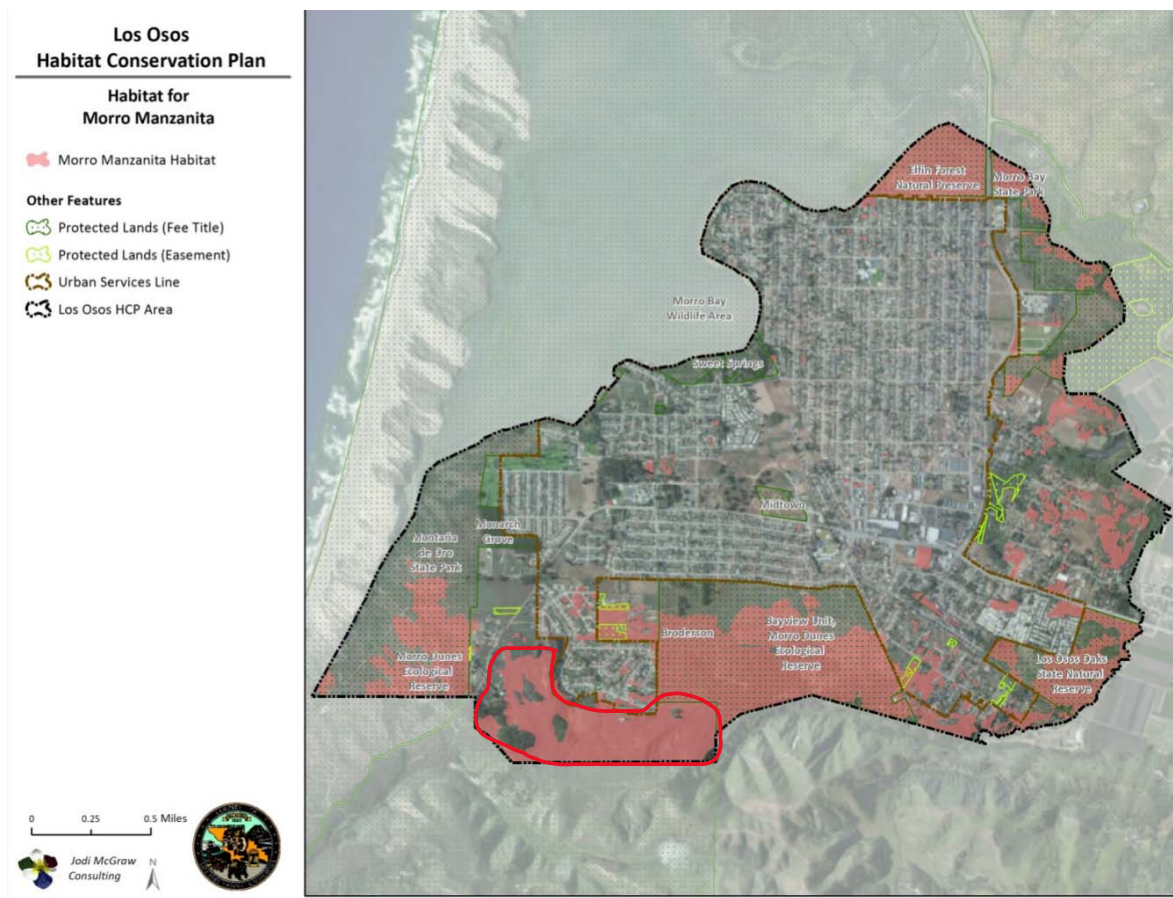 Los Osos
Habitat Conservation Plan
Habitat for
Morro Manzanita
Morro Manzanita Habitat
Other Features
Protected Lands (Fee Title)
Protected Lands (Easement)
Urban Services Line
Los Osos HCP Area
0 0.25 0.5 Miles
Jodi McGraw
Consulting
N
Elfin Forest
Natural Preserve
Morro Bay
State Park
Morro Bay
Wildlife Area
Sweet Springs
Midtown
Monarch
Grove
Montaña
de Oro
State Park
Broderson
Bayview Unit,
Morro Dunes
Ecological
Reserve
Morro Dunes
Ecological
Reserve
Los Osos Oaks
State Natural
Reserve